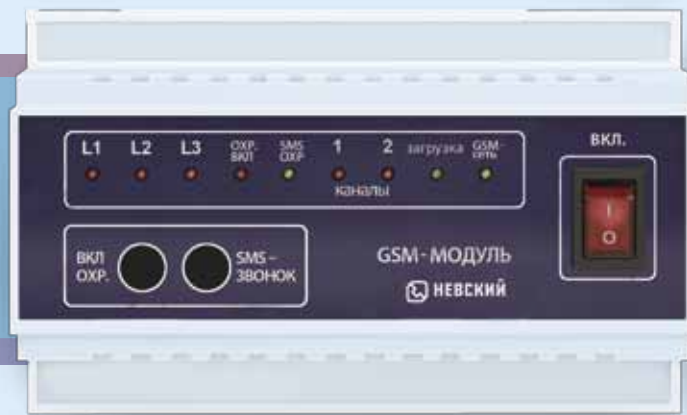 L1 L2 L3 ОХР. ВКЛ SMS ОХР 1 2 загрузка GSM-сеть
каналы
ВКЛ.
I
O
ВКЛ ОХР.
SMS-ЗВОНОК
GSM-МОДУЛЬ
НЕВСКИЙ